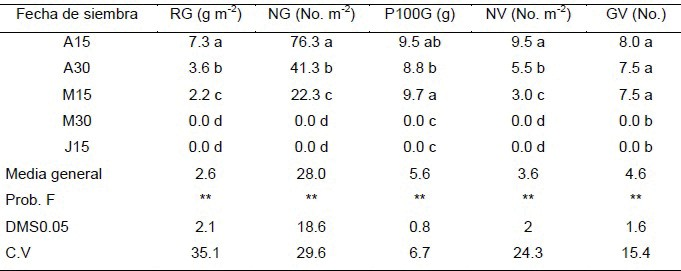 Fecha de siembra RG (g m-2) NG (No. m-2) P100G (g) NV (No. m-2) GV (No.)
A15 7.3 a 76.3 a 9.5 ab 9.5 a 8.0 a
A30 3.6 b 41.3 b 8.8 b 5.5 b 7.5 a
M15 2.2 c 22.3 c 9.7 a 3.0 c 7.5 a
M30 0.0 d 0.0 d 0.0 c 0.0 d 0.0 b
J15 0.0 d 0.0 d 0.0 c 0.0 d 0.0 b
Media general 2.6 28.0 5.6 3.6 4.6
Prob. F ** ** ** ** **
DMS0.05 2.1 18.6 0.8 2 1.6
C.V 35.1 29.6 6.7 24.3 15.4